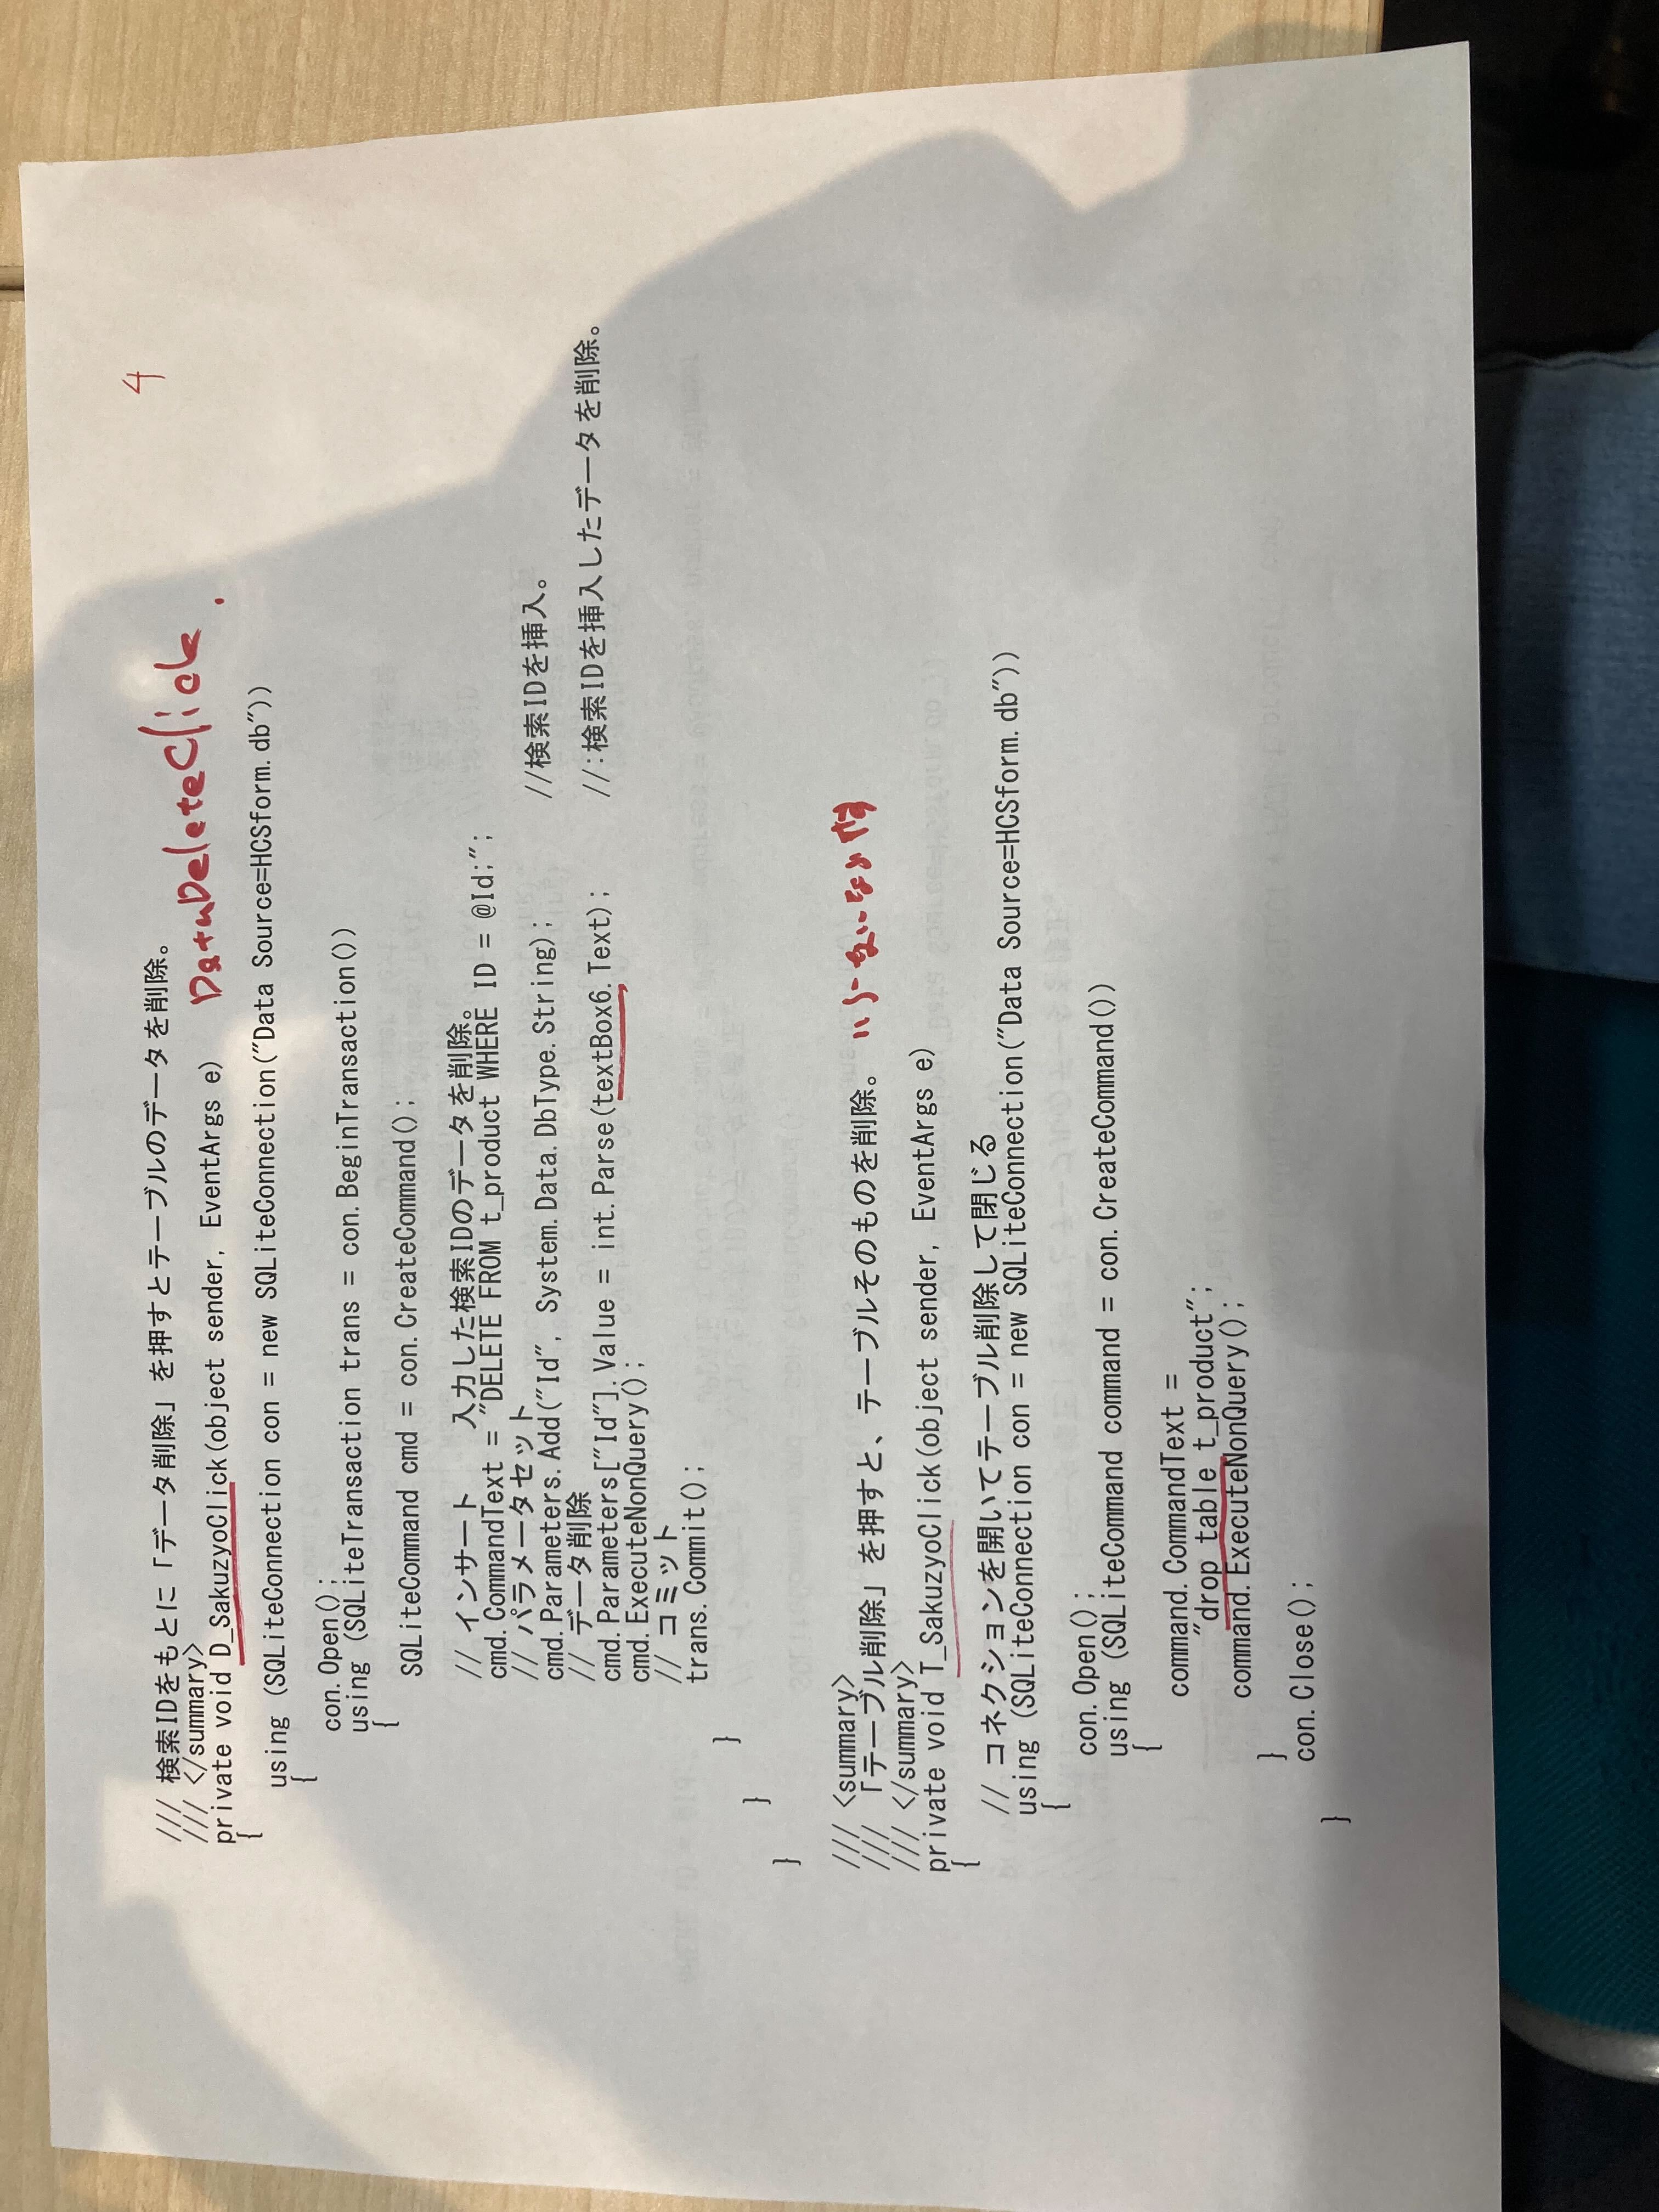 4
/// 検索IDをもとに「データ削除」を押すとテーブルのデータを削除。
/// </summary>
private void D_SakuzyoClick(object sender, EventArgs e) DataDeleteClick.
{
using (SQLiteConnection con = new SQLiteConnection("Data Source=HCSform.db"))
{
con.Open();
using (SQLiteTransaction trans = con.BeginTransaction())
{
SQLiteCommand cmd = con.CreateCommand();
// インサート　　入力した検索IDのデータを削除。
cmd.CommandText = "DELETE FROM t_product WHERE ID = @Id;";
// パラメータセット
cmd.Parameters.Add("Id", System.Data.DbType.String); //検索IDを挿入。
// データ削除
cmd.Parameters["Id"].Value = int.Parse(textBox6.Text); //:検索IDを挿入したデータを削除。
cmd.ExecuteNonQuery();
// コミット
trans.Commit();
}
}
}
/// <summary>
/// 「テーブル削除」を押すと、テーブルそのものを削除。
/// </summary>
private void T_SakuzyoClick(object sender, EventArgs e)
{
// コネクションを開いてテーブル削除して閉じる
using (SQLiteConnection con = new SQLiteConnection("Data Source=HCSform.db"))
{
con.Open();
using (SQLiteCommand command = con.CreateCommand())
{
command.CommandText =
"drop table t_product";
command.ExecuteNonQuery();
}
con.Close();
}